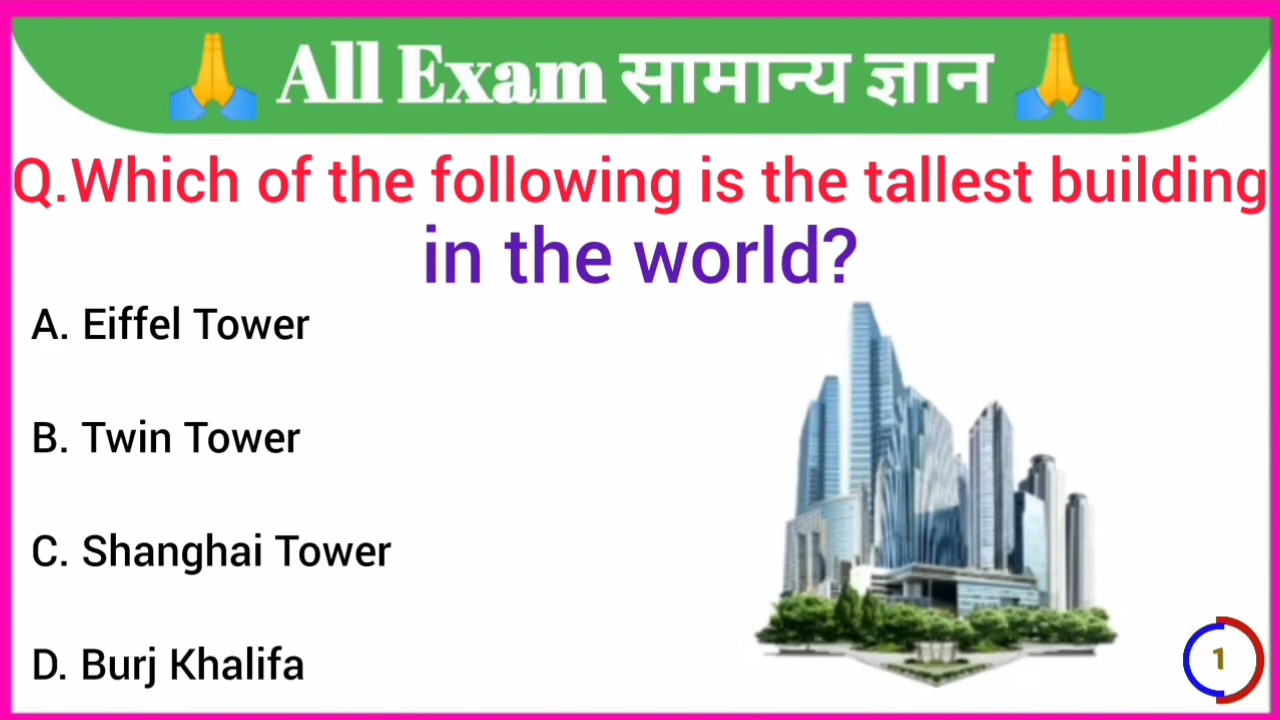 🙏 All Exam सामान्य ज्ञान 🙏
Q.Which of the following is the tallest building
in the world?
A. Eiffel Tower
B. Twin Tower
C. Shanghai Tower
D. Burj Khalifa
1